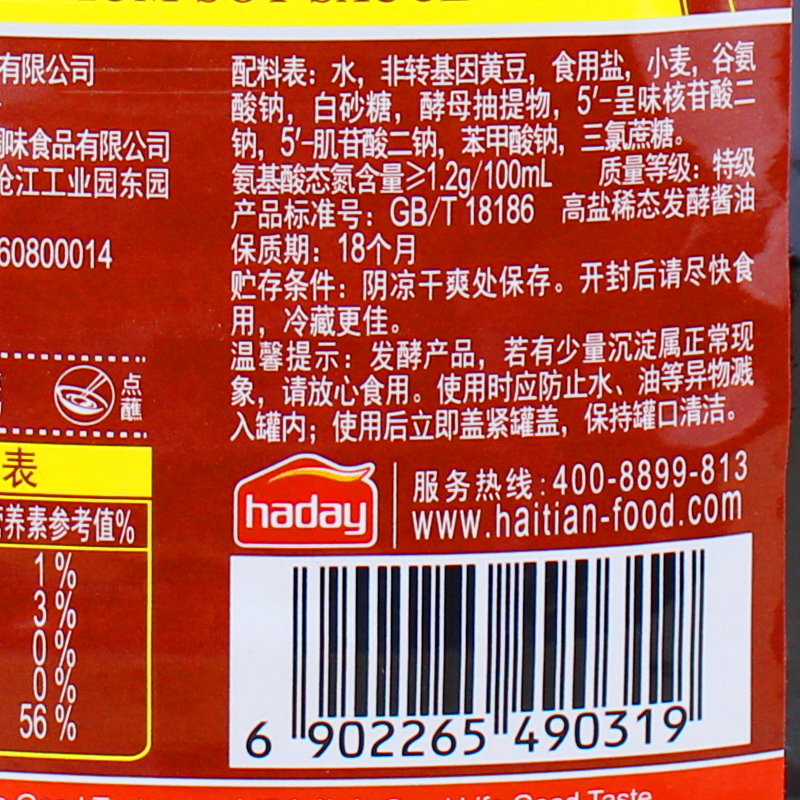 SOY SAUCE
有限公司
味食品有限公司
沧江工业园东园
60800014
点蘸
表
养素参考值%
1%
3%
0%
0%
56%
配料表：水，非转基因黄豆，食用盐，小麦，谷氨
酸钠，白砂糖，酵母抽提物，5′-呈味核苷酸二
钠，5′-肌苷酸二钠，苯甲酸钠，三氯蔗糖。
氨基酸态氮含量≥1.2g/100mL 质量等级：特级
产品标准号：GB/T 18186 高盐稀态发酵酱油
保质期：18个月
贮存条件：阴凉干爽处保存。开封后请尽快食
用，冷藏更佳。
温馨提示：发酵产品，若有少量沉淀属正常现
象，请放心食用。使用时应防止水、油等异物溅
入罐内；使用后立即盖紧罐盖，保持罐口清洁。
haday
服务热线:400-8899-813
www.haitian-food.com
6 902265 490319
Good Taste